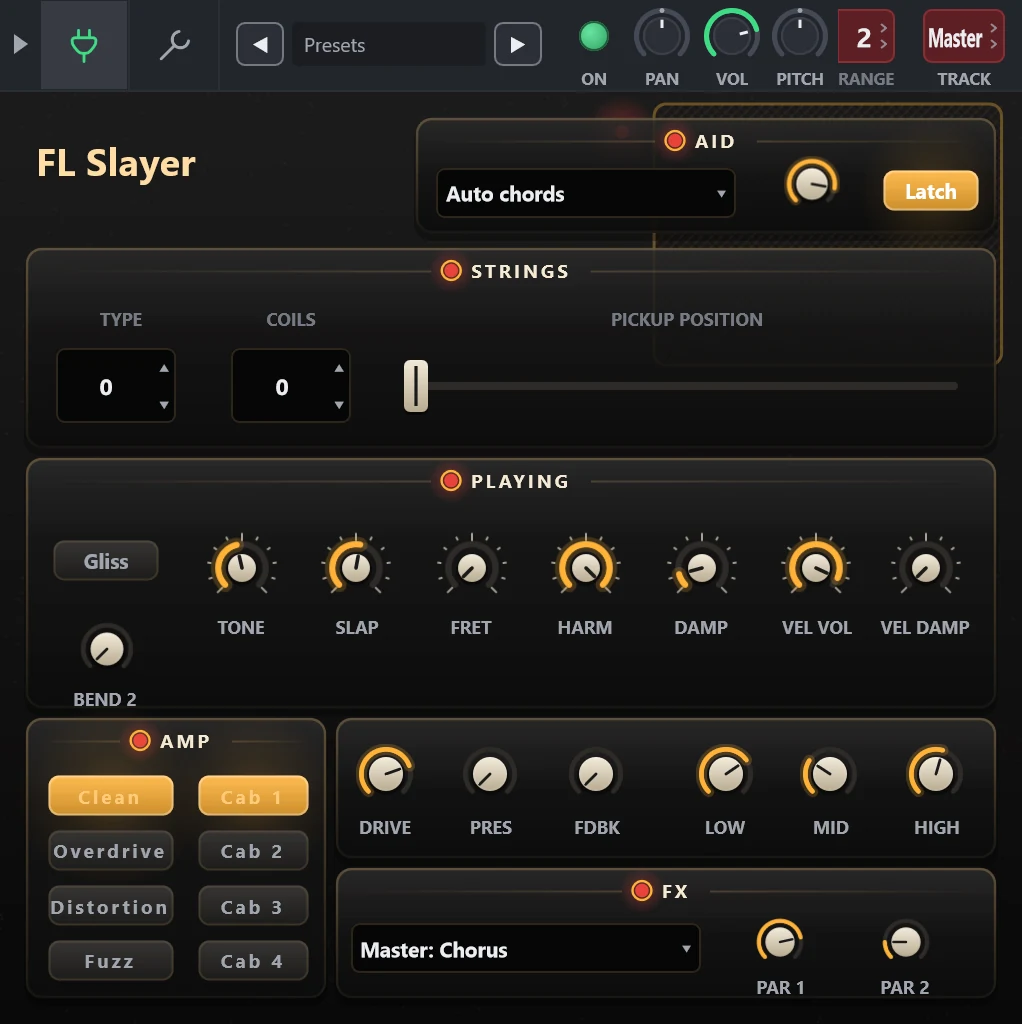 Presets
ON
PAN
VOL
PITCH
2
RANGE
Master
TRACK
FL Slayer
AID
Auto chords
Latch
STRINGS
TYPE
COILS
PICKUP POSITION
0
0
PLAYING
Gliss
TONE
SLAP
FRET
HARM
DAMP
VEL VOL
VEL DAMP
BEND 2
AMP
Clean
Cab 1
Overdrive
Cab 2
Distortion
Cab 3
Fuzz
Cab 4
DRIVE
PRES
FDBK
LOW
MID
HIGH
FX
Master: Chorus
PAR 1
PAR 2